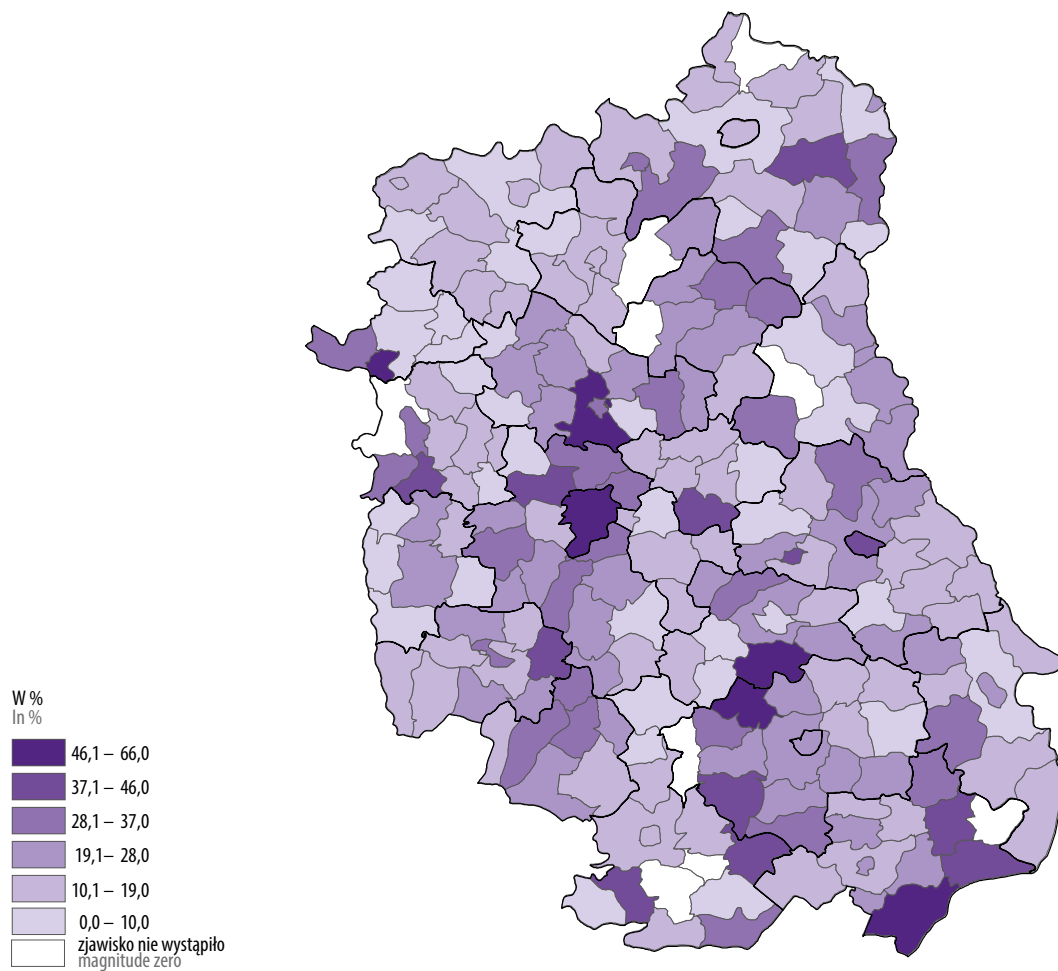 W %
In %
46,1 – 66,0
37,1 – 46,0
28,1 – 37,0
19,1 – 28,0
10,1 – 19,0
0,0 – 10,0
zjawisko nie wystąpiło
magnitude zero